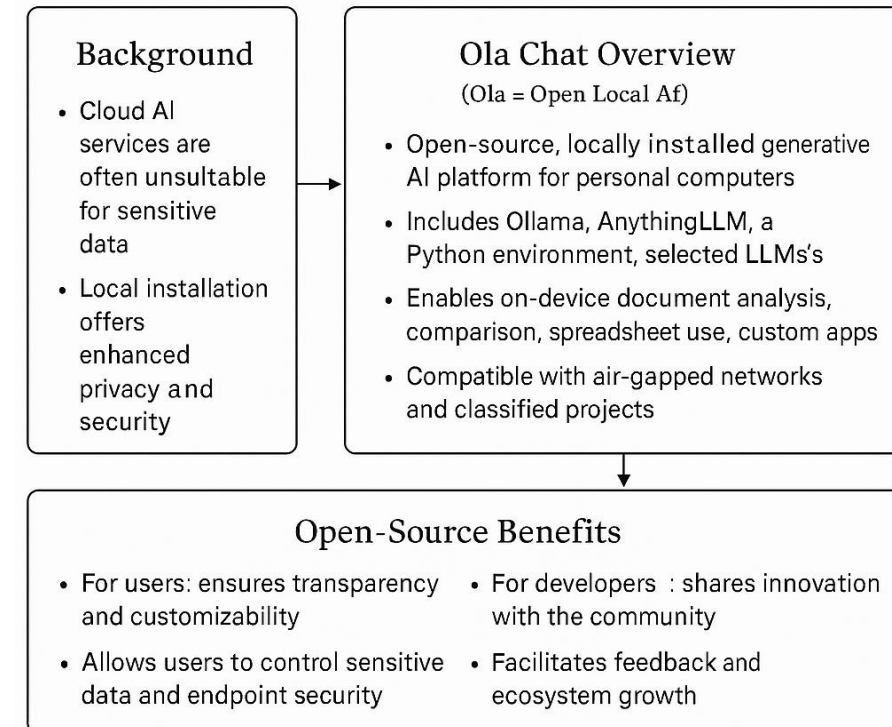 Background
• Cloud AI
services are
often unsultable
for sensitive
data
• Local installation
offers
enhanced
privacy and
security
Ola Chat Overview
(Ola = Open Local Af)
• Open-source, locally installed generative
AI platform for personal computers
• Includes Ollama, AnythingLLM, a
Python environment, selected LLMs's
• Enables on-device document analysis,
comparison, spreadsheet use, custom apps
• Compatible with air-gapped networks
and classified projects
Open-Source Benefits
• For users: ensures transparency
and customizability
• Allows users to control sensitive
data and endpoint security
• For developers : shares innovation
with the community
• Facilitates feedback and
ecosystem growth